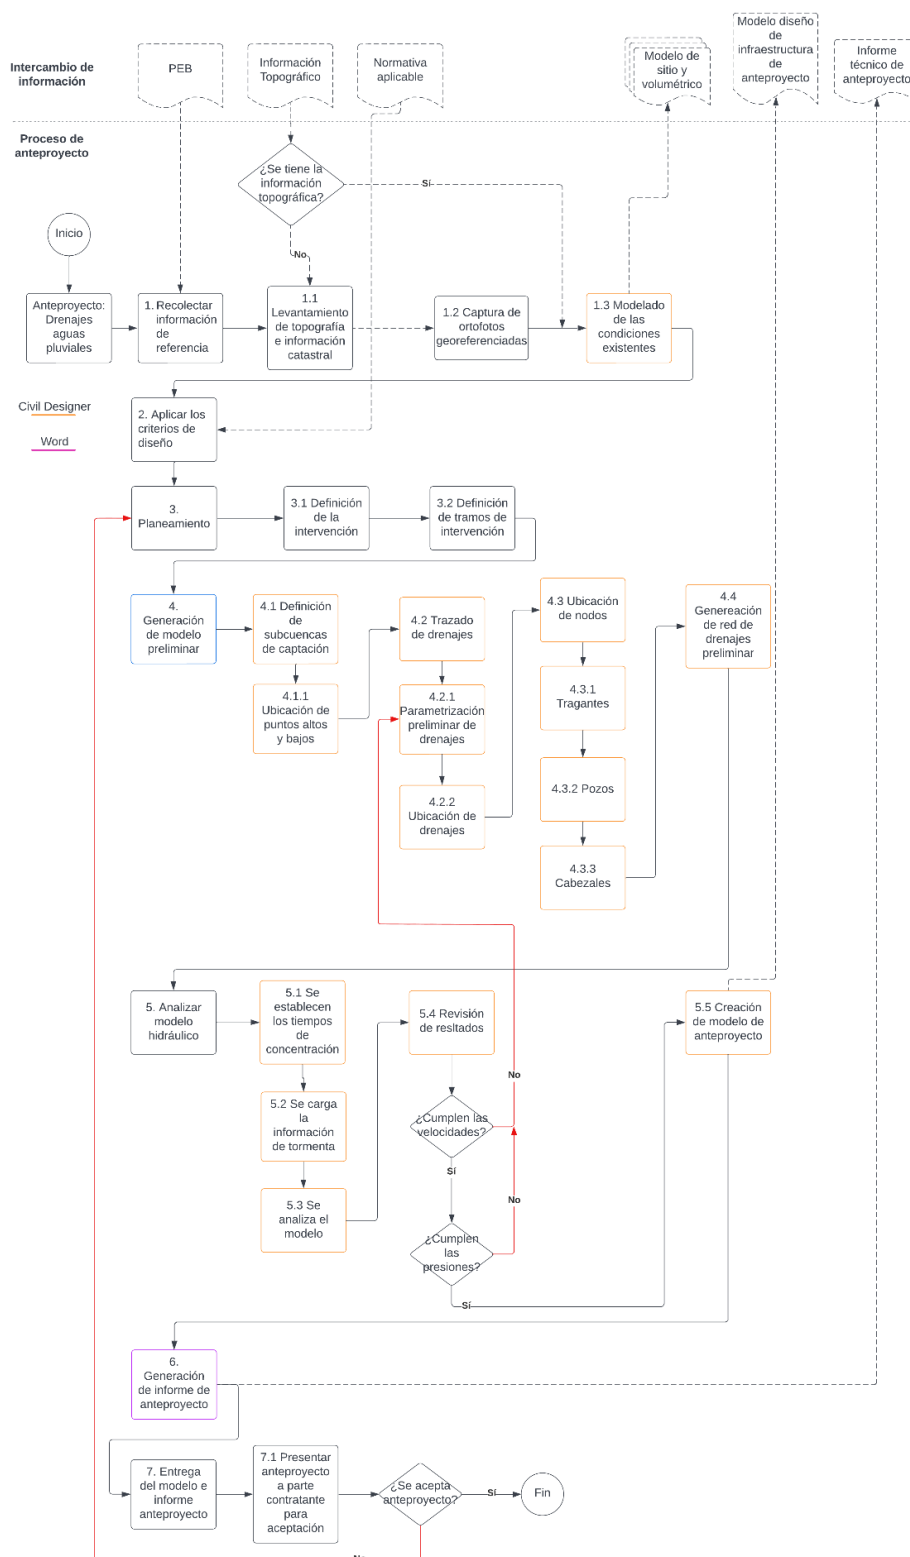 Modelo diseño
de
infraestructura
de
anteproyecto
Intercambio de
información
PEB
Información
Topográfico
Normativa
aplicable
Modelo de
sitio y
volumétrico
Informe
técnico de
anteproyecto
Proceso de
anteproyecto
¿Se tiene la
información
topográfica?
Sí
No
Inicio
Anteproyecto:
Drenajes
aguas
pluviales
1. Recolectar
información
de
referencia
1.1
Levantamiento
de topografía
e información
catastral
1.2 Captura de
ortofotos
georeferenciadas
1.3 Modelado
de las
condiciones
existentes
Civil Designer
Word
2. Aplicar los
criterios de
diseño
3.
Planeamiento
3.1 Definición
de la
intervención
3.2 Definición
de tramos de
intervención
4.
Generación
de modelo
preliminar
4.1 Definición
de
subcuencas
de captación
4.1.1
Ubicación de
puntos altos
y bajos
4.2 Trazado
de drenajes
4.2.1
Parametrización
preliminar de
drenajes
4.2.2
Ubicación de
drenajes
4.3 Ubicación
de nodos
4.3.1
Tragantes
4.3.2 Pozos
4.3.3
Cabezales
4.4
Genereación
de red de
drenajes
preliminar
5. Analizar
modelo
hidráulico
5.1 Se
establecen
los tiempos
de
concentración
5.2 Se carga
la
información
de tormenta
5.3 Se
analiza el
modelo
5.4 Revisión
de resltados
¿Cumplen las
velocidades?
No
Sí
¿Cumplen
las
presiones?
No
Sí
5.5 Creación
de modelo de
anteproyecto
6.
Generación
de informe de
anteproyecto
7. Entrega
del modelo e
informe
anteproyecto
7.1 Presentar
anteproyecto
a parte
contratante
para
aceptación
¿Se acepta
anteproyecto?
Sí
Fin
No